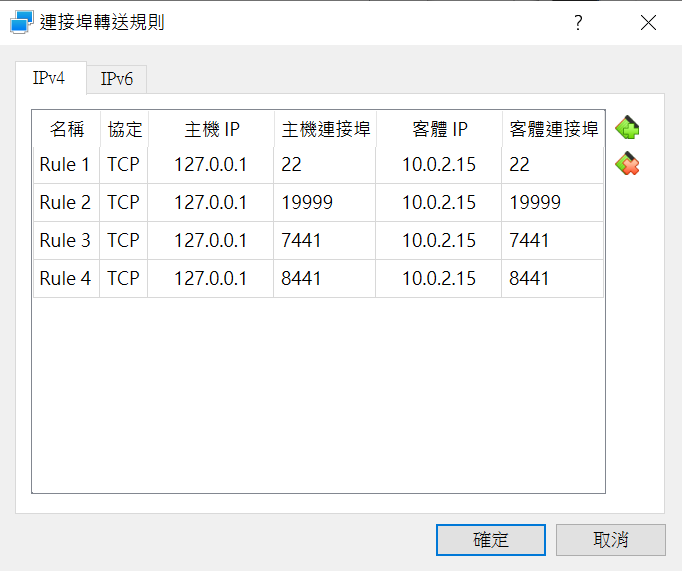 連接埠轉送規則 ?
IPv4 IPv6
名稱 協定 主機 IP 主機連接埠 客體 IP 客體連接埠
Rule 1 TCP 127.0.0.1 22 10.0.2.15 22
Rule 2 TCP 127.0.0.1 19999 10.0.2.15 19999
Rule 3 TCP 127.0.0.1 7441 10.0.2.15 7441
Rule 4 TCP 127.0.0.1 8441 10.0.2.15 8441
確定 取消